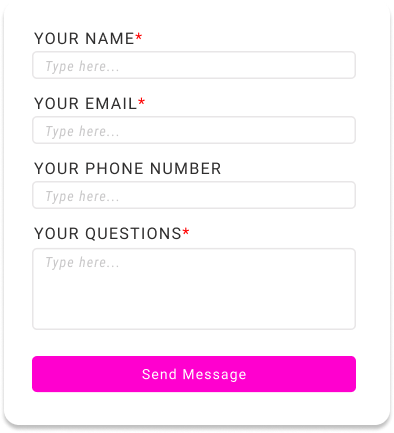 YOUR NAME*
Type here...
YOUR EMAIL*
Type here...
YOUR PHONE NUMBER
Type here...
YOUR QUESTIONS*
Type here...
Send Message